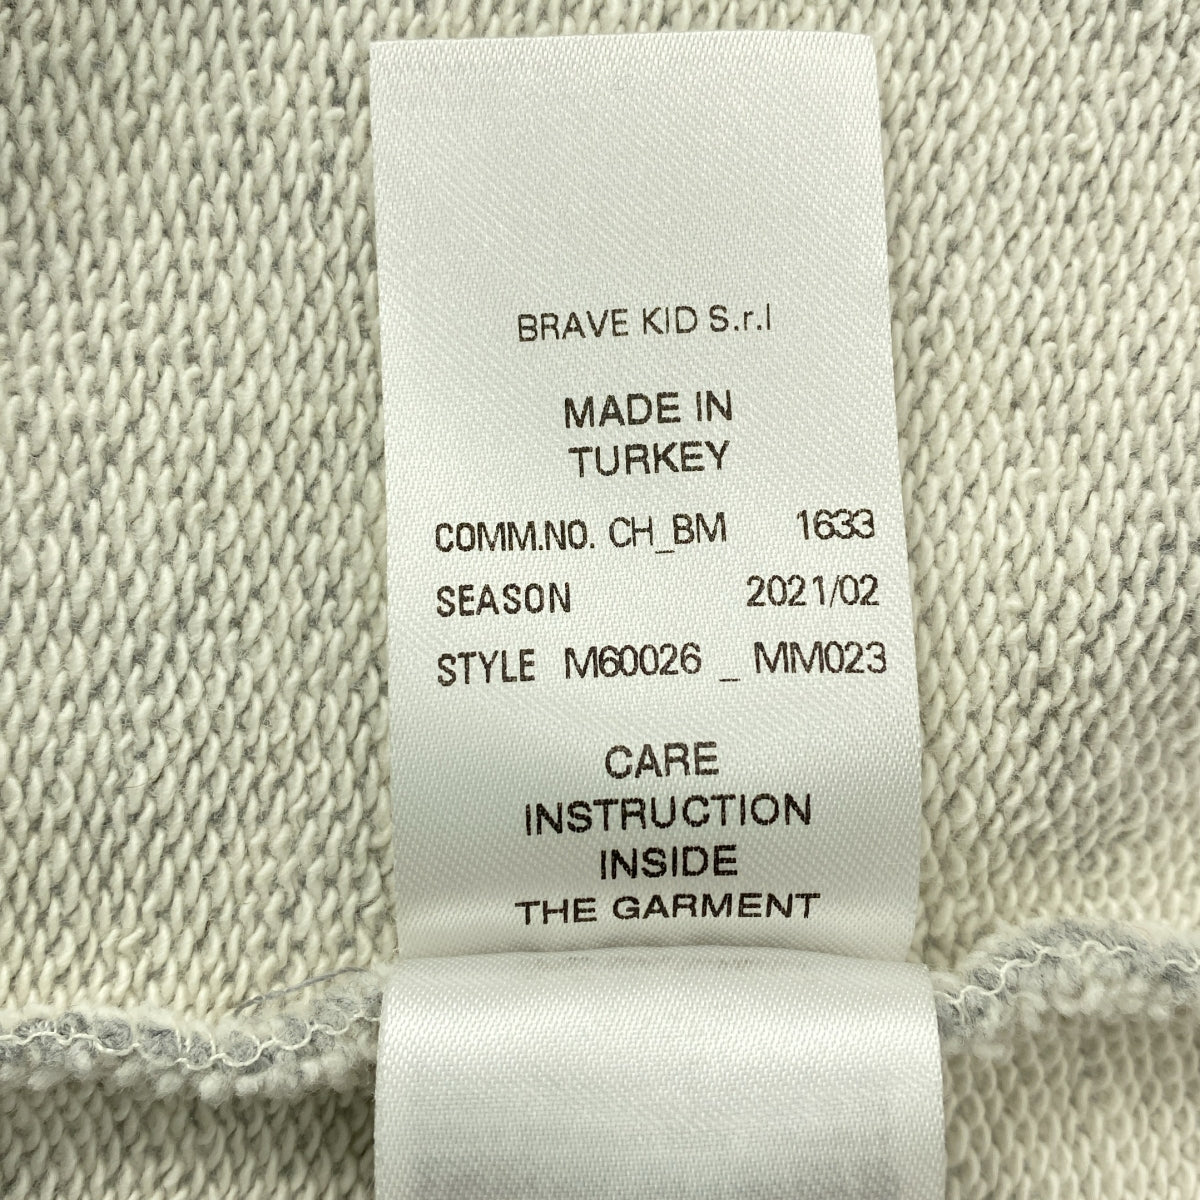 BRAVE KID S.r.l
MADE IN
TURKEY
COMM.NO. CH_BM 1633
SEASON 2021/02
STYLE M60026 _ MM023
CARE
INSTRUCTION
INSIDE
THE GARMENT